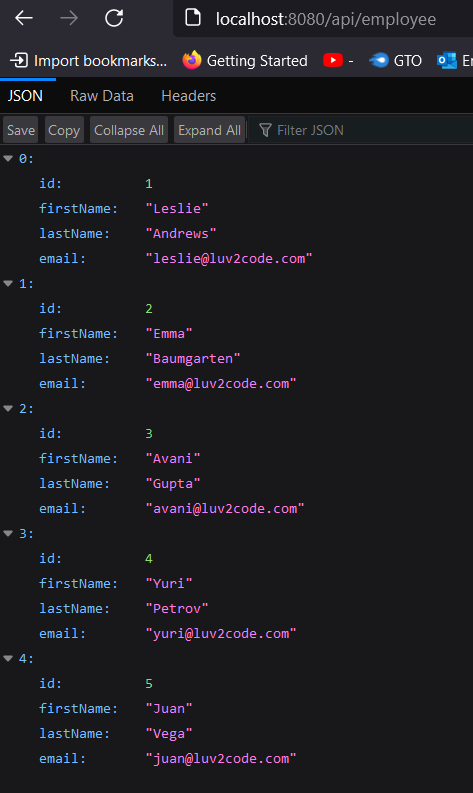 localhost:8080/api/employee
Import bookmarks... Getting Started - GTO En
JSON Raw Data Headers
Save Copy Collapse All Expand All Filter JSON
0:
id: 1
firstName: "Leslie"
lastName: "Andrews"
email: "leslie@luv2code.com"
1:
id: 2
firstName: "Emma"
lastName: "Baumgarten"
email: "emma@luv2code.com"
2:
id: 3
firstName: "Avani"
lastName: "Gupta"
email: "avani@luv2code.com"
3:
id: 4
firstName: "Yuri"
lastName: "Petrov"
email: "yuri@luv2code.com"
4:
id: 5
firstName: "Juan"
lastName: "Vega"
email: "juan@luv2code.com"